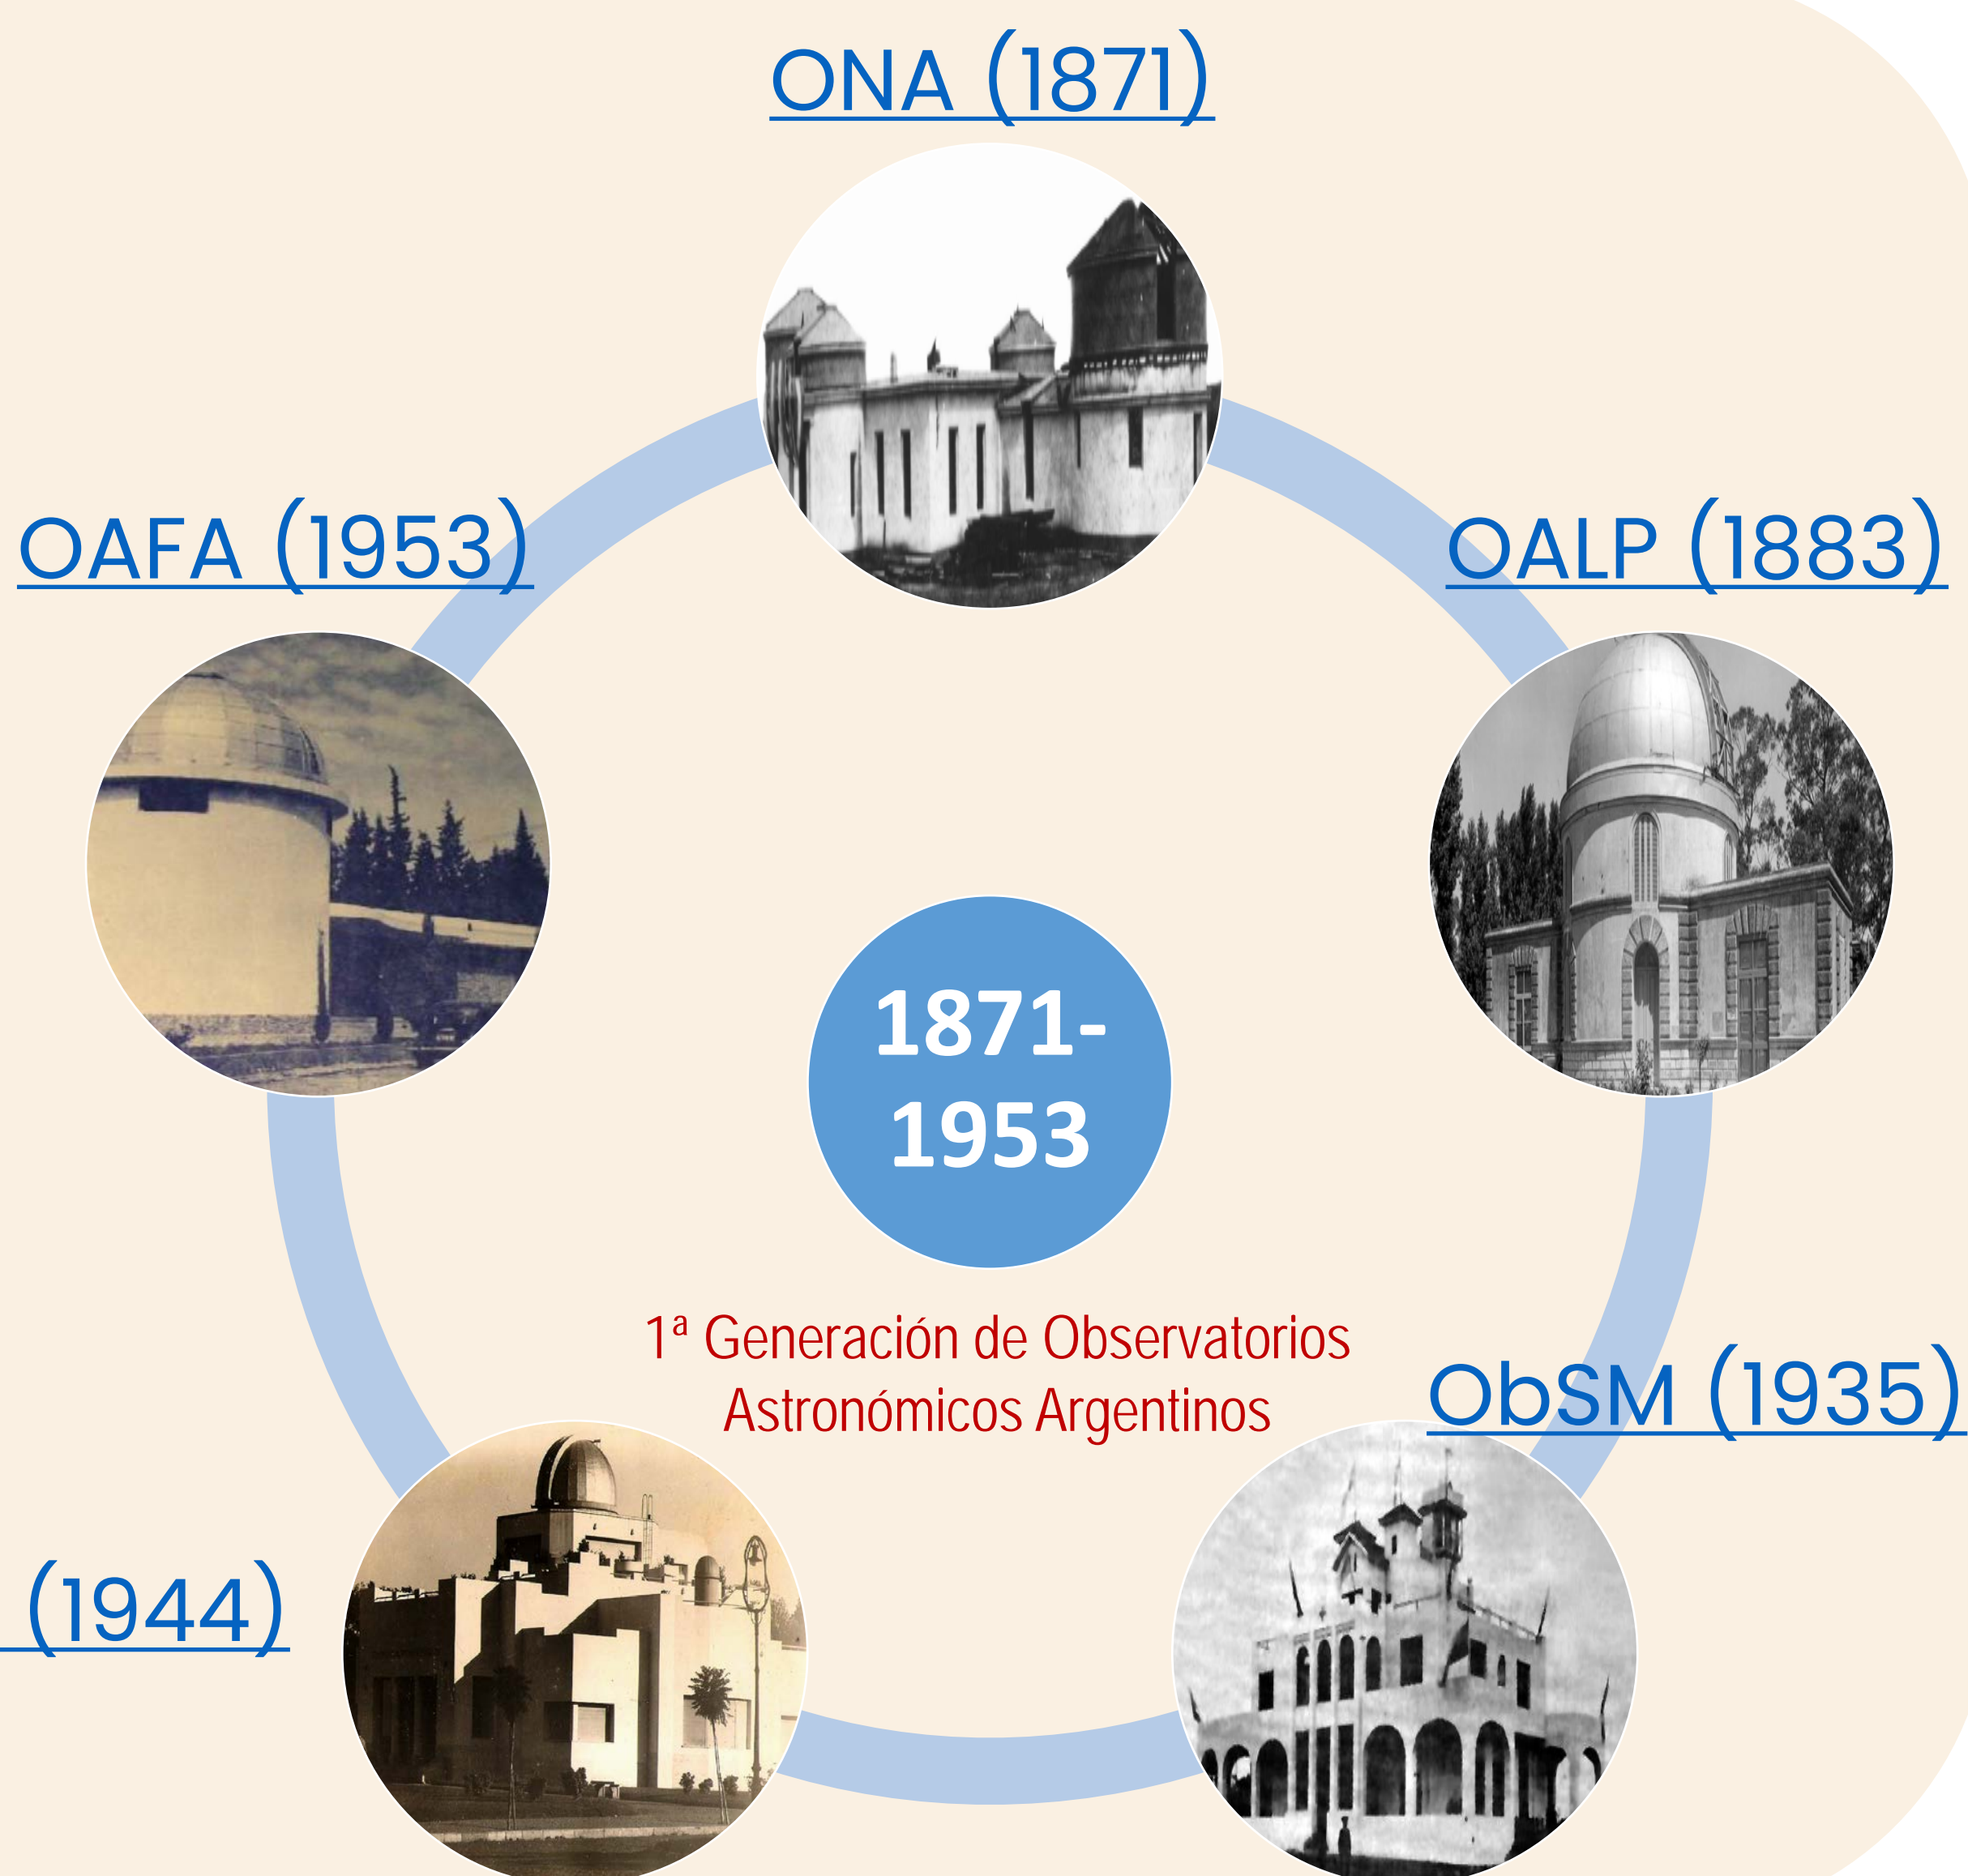 ONA (1871)
OAFA (1953)
OALP (1883)
1871-
1953
1ª Generación de Observatorios
Astronómicos Argentinos
ObSM (1935)
(1944)